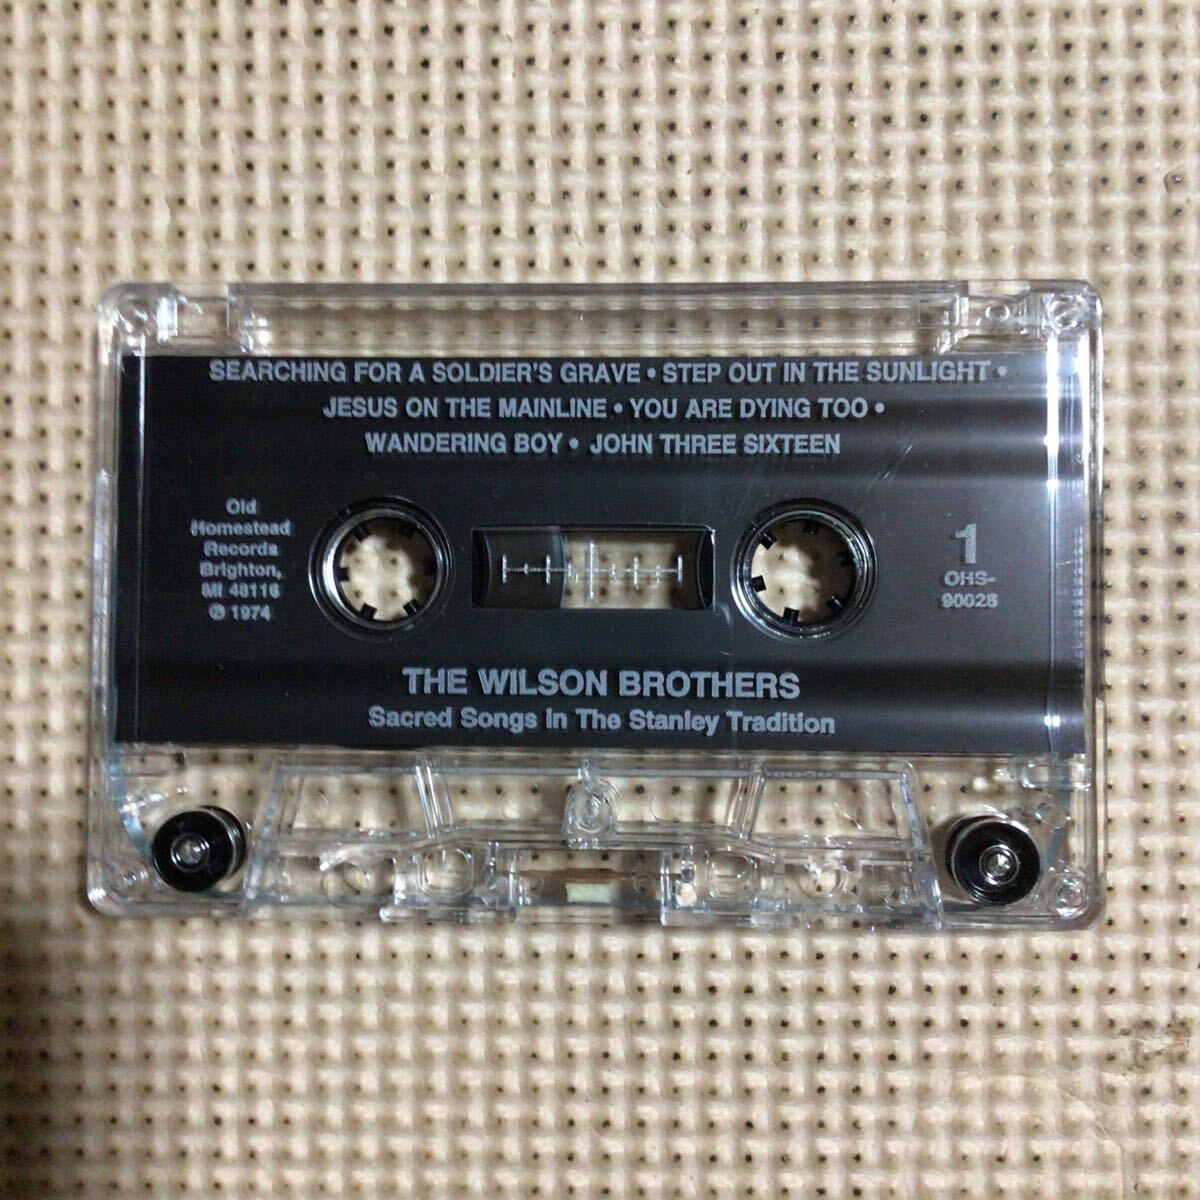 SEARCHING FOR A SOLDIER'S GRAVE • STEP OUT IN THE SUNLIGHT •
JESUS ON THE MAINLINE • YOU ARE DYING TOO •
WANDERING BOY • JOHN THREE SIXTEEN
Old
Homestead
Records
Brighton,
MI 48116
℗ 1974
1
OHS-
90028
THE WILSON BROTHERS
Sacred Songs In The Stanley Tradition